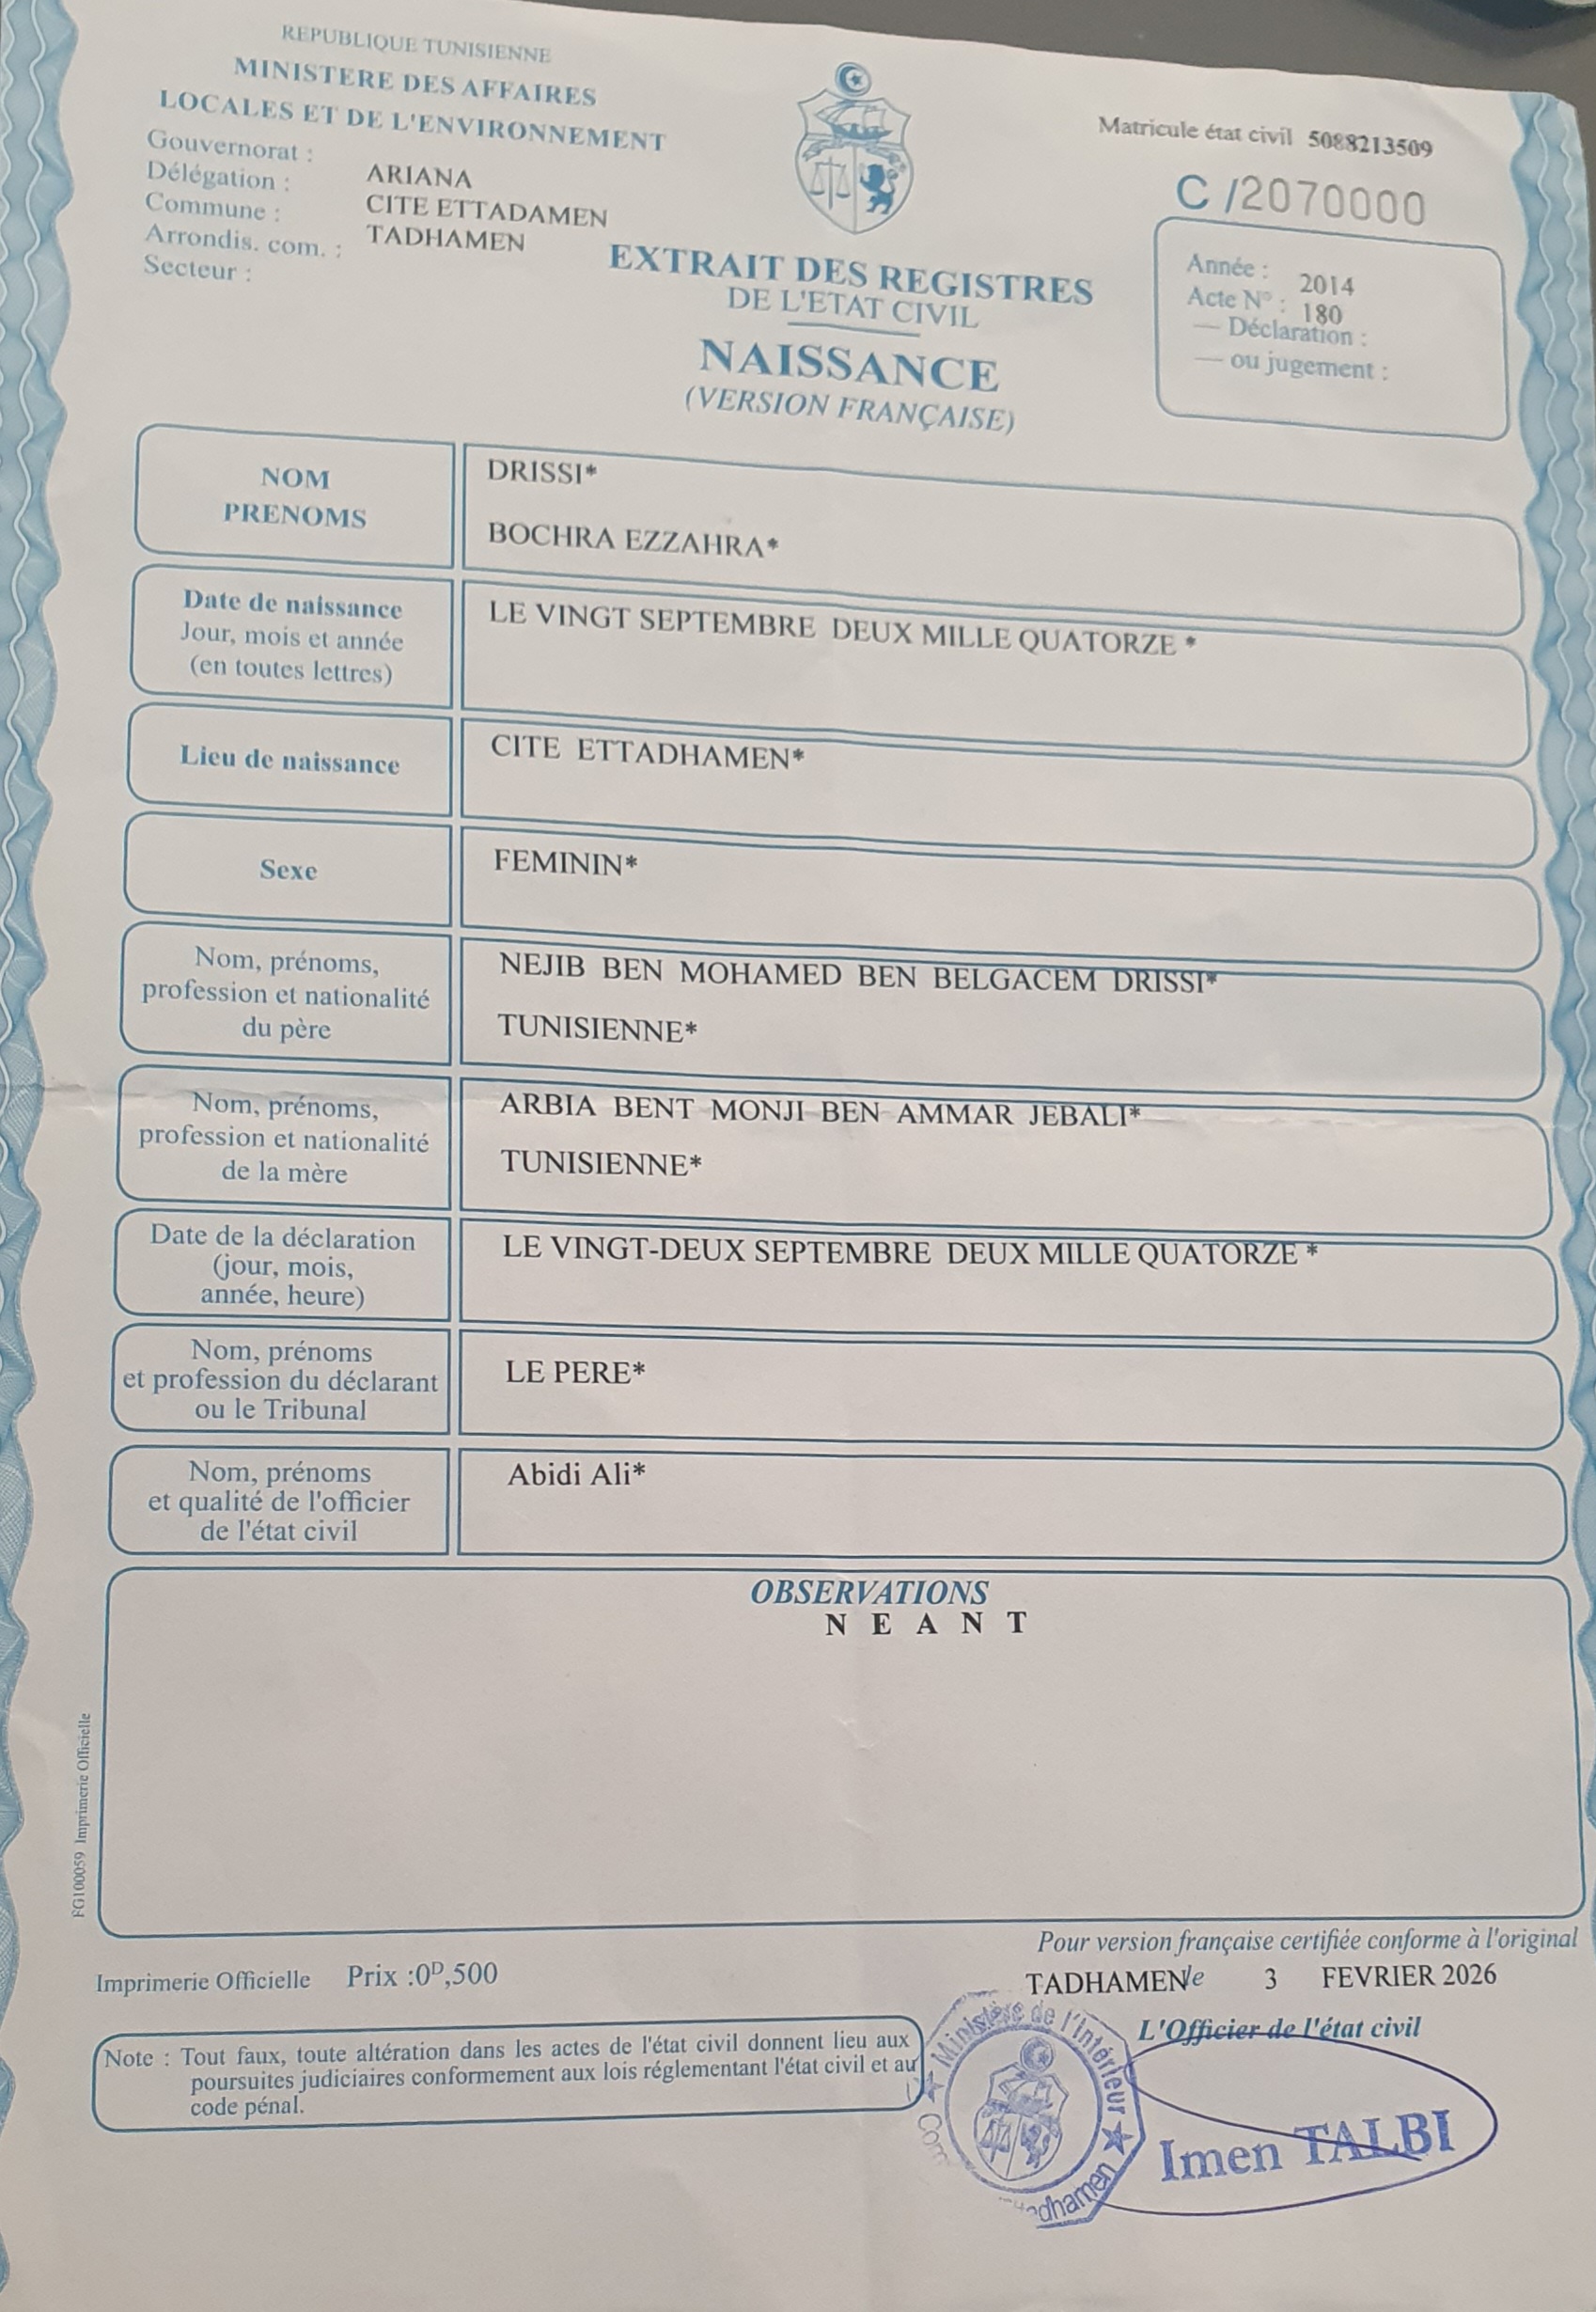 REPUBLIQUE TUNISIENNE
MINISTERE DES AFFAIRES
LOCALES ET DE L'ENVIRONNEMENT
Gouvernorat : ARIANA
Délégation : CITE ETTADAMEN
Commune : TADHAMEN
Arrondis. com. :
Secteur :
Matricule état civil 5088213509
C /2070000
Année : 2014
Acte N° : 180
— Déclaration :
— ou jugement :
EXTRAIT DES REGISTRES
DE L'ETAT CIVIL
NAISSANCE
(VERSION FRANÇAISE)
NOM
PRENOMS
DRISSI*
BOCHRA EZZAHRA*
Date de naissance
Jour, mois et année
(en toutes lettres)
LE VINGT SEPTEMBRE DEUX MILLE QUATORZE *
Lieu de naissance
CITE ETTADHAMEN*
Sexe
FEMININ*
Nom, prénoms,
profession et nationalité
du père
NEJIB BEN MOHAMED BEN BELGACEM DRISSI*
TUNISIENNE*
Nom, prénoms,
profession et nationalité
de la mère
ARBIA BENT MONJI BEN AMMAR JEBALI*
TUNISIENNE*
Date de la déclaration
(jour, mois,
année, heure)
LE VINGT-DEUX SEPTEMBRE DEUX MILLE QUATORZE *
Nom, prénoms
et profession du déclarant
ou le Tribunal
LE PERE*
Nom, prénoms
et qualité de l'officier
de l'état civil
Abidi Ali*
OBSERVATIONS
N E A N T
FG100059 Imprimerie Officielle
Pour version française certifiée conforme à l'original
Imprimerie Officielle Prix :0D,500
TADHAMEN le 3 FEVRIER 2026
L'Officier de l'état civil
Note : Tout faux, toute altération dans les actes de l'état civil donnent lieu aux
poursuites judiciaires conformement aux lois réglementant l'état civil et au
code pénal.
Ministère de l'Intérieur
Imen TALBI